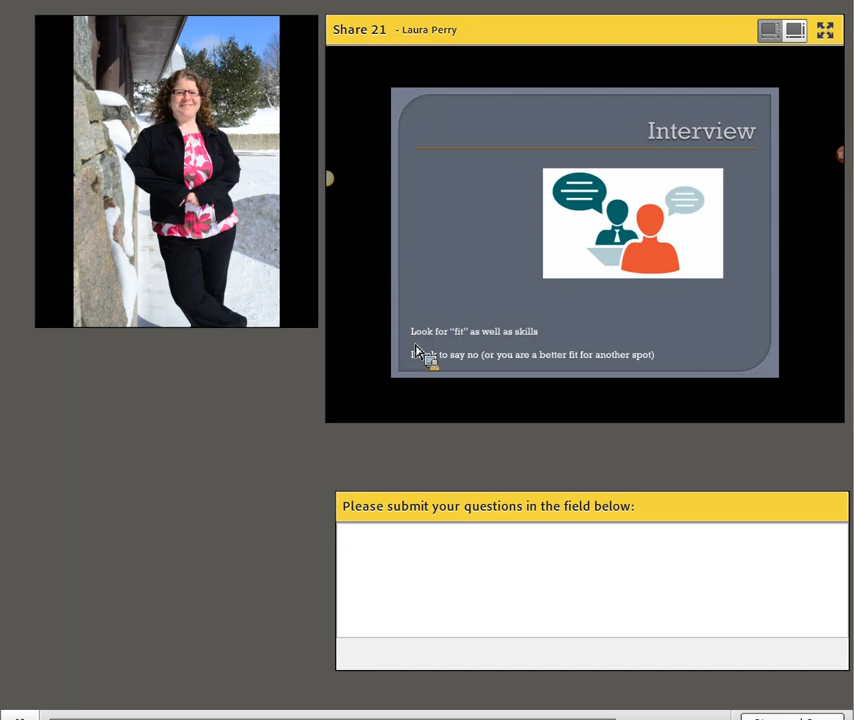 Share 21 - Laura Perry
Interview
Look for “fit” as well as skills
to say no (or you are a better fit for another spot)
Please submit your questions in the field below: